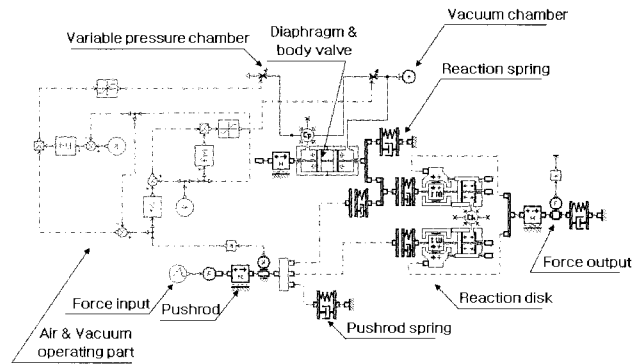 Vacuum chamber
Diaphragm &
body valve
Variable pressure chamber
Reaction spring
Force output
Reaction disk
Force input
Pushrod
Pushrod spring
Air & Vacuum
operating part